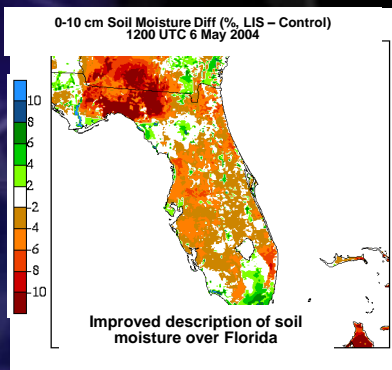 0-10 cm Soil Moisture Diff (%, LIS – Control)
1200 UTC 6 May 2004
10
8
6
4
2
-2
-4
-6
-8
-10
Improved description of soil
moisture over Florida